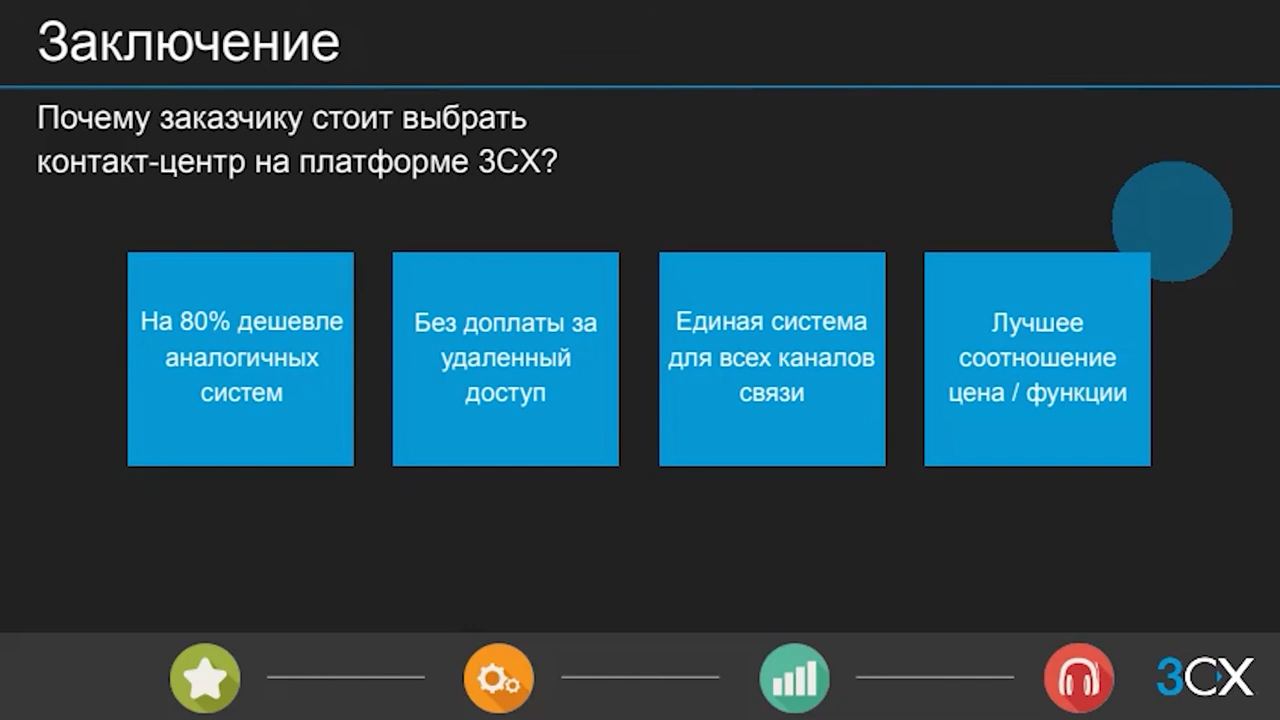 Заключение
Почему заказчику стоит выбрать
контакт-центр на платформе 3CX?
На 80% дешевле
аналогичных
систем
Без доплаты за
удаленный
доступ
Единая система
для всех каналов
связи
Лучшее
соотношение
цена / функции
3CX